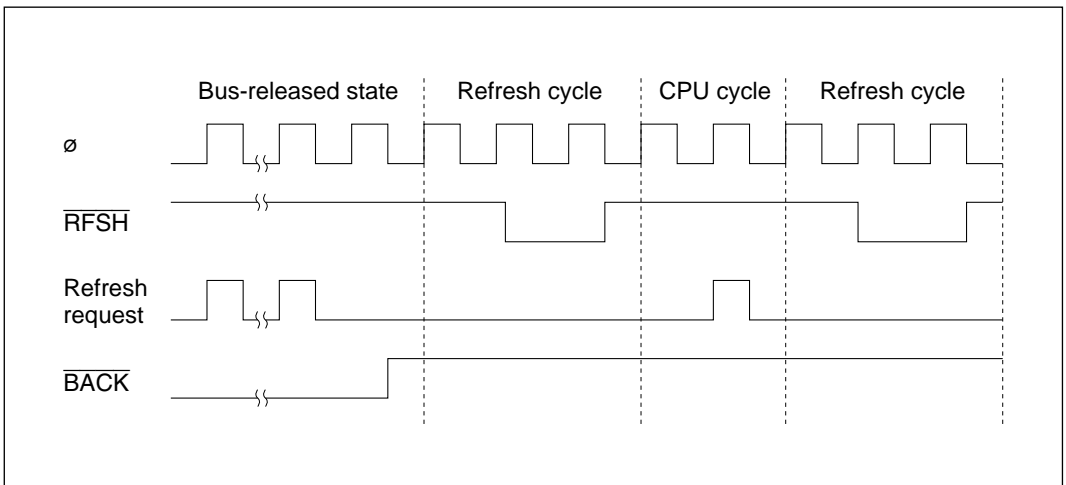 Bus-released state Refresh cycle CPU cycle Refresh cycle
ø
RFSH
Refresh
request
BACK